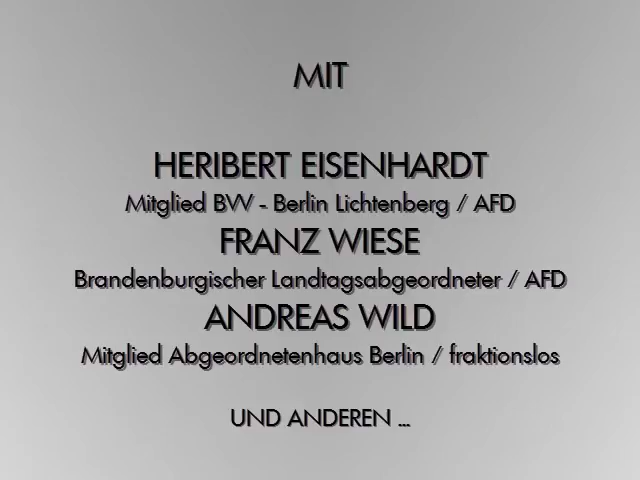 MIT
HERIBERT EISENHARDT
Mitglied BVV - Berlin Lichtenberg / AFD
FRANZ WIESE
Brandenburgischer Landtagsabgeordneter / AFD
ANDREAS WILD
Mitglied Abgeordnetenhaus Berlin / fraktionslos
UND ANDEREN ...